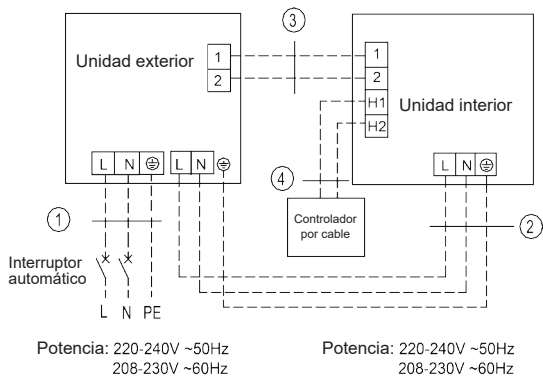 3
Unidad exterior
1
2
1
2
H1
H2
Unidad interior
L N
L N
L N
4
1
Controlador
por cable
2
Interruptor
automático
L N PE
Potencia: 220-240V ~50Hz
208-230V ~60Hz
Potencia: 220-240V ~50Hz
208-230V ~60Hz